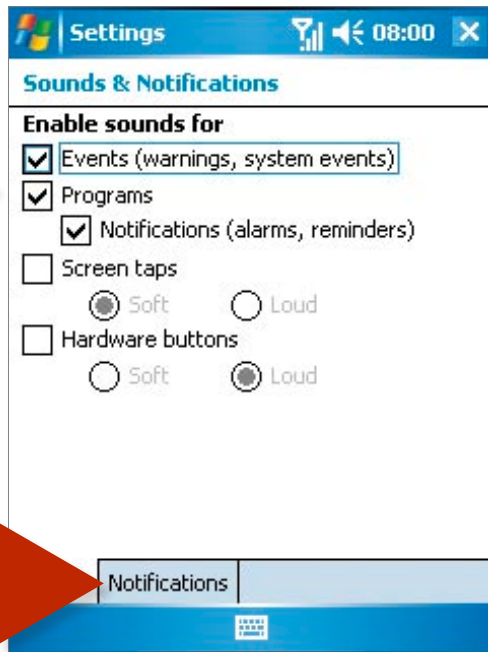 Settings 08:00
Sounds & Notifications
Enable sounds for
Events (warnings, system events)
Programs
Notifications (alarms, reminders)
Screen taps
Soft Loud
Hardware buttons
Soft Loud
Notifications